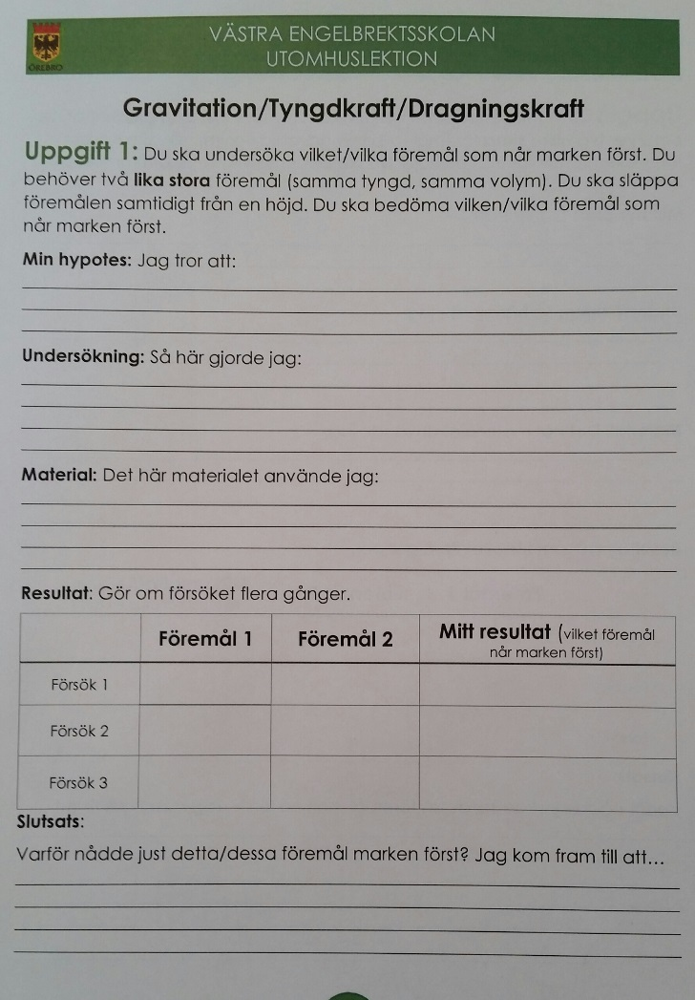 VÄSTRA ENGELBREKTSSKOLAN
UTOMHUSLEKTION
ÖREBRO
Gravitation/Tyngdkraft/Dragningskraft
Uppgift 1: Du ska undersöka vilket/vilka föremål som når marken först. Du
behöver två lika stora föremål (samma tyngd, samma volym). Du ska släppa
föremålen samtidigt från en höjd. Du ska bedöma vilken/vilka föremål som
når marken först.
Min hypotes: Jag tror att:
Undersökning: Så här gjorde jag:
Material: Det här materialet använde jag:
Resultat: Gör om försöket flera gånger.
Föremål 1 Föremål 2 Mitt resultat (vilket föremål
når marken först)
Försök 1
Försök 2
Försök 3
Slutsats:
Varför nådde just detta/dessa föremål marken först? Jag kom fram till att...